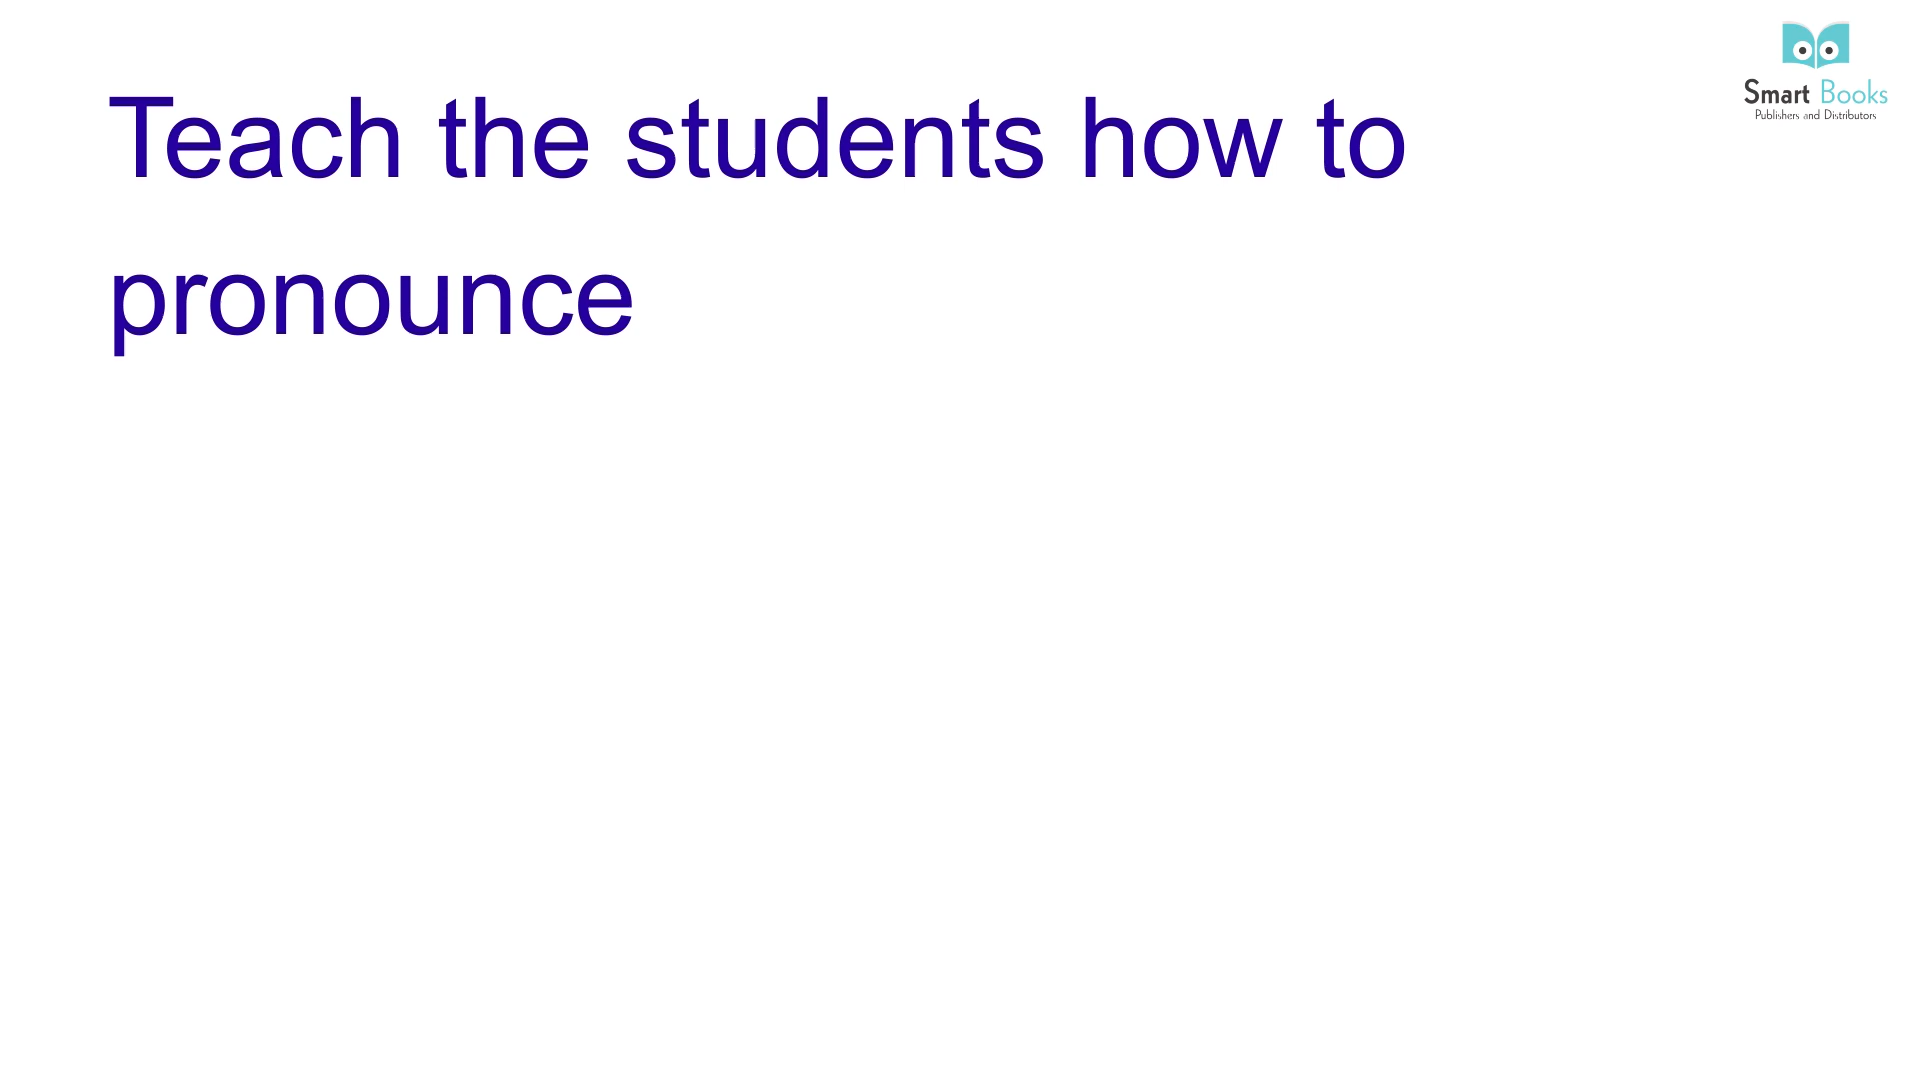 Teach the students how to
pronounce
Smart Books
Publishers and Distributors